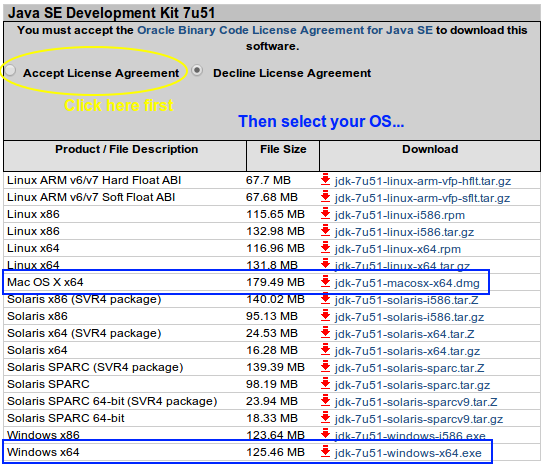 Java SE Development Kit 7u51
You must accept the Oracle Binary Code License Agreement for Java SE to download this
software.
Accept License Agreement Decline License Agreement
Click here first
Then select your OS...
Product / File Description File Size Download
Linux ARM v6/v7 Hard Float ABI 67.7 MB jdk-7u51-linux-arm-vfp-hflt.tar.gz
Linux ARM v6/v7 Soft Float ABI 67.68 MB jdk-7u51-linux-arm-vfp-sflt.tar.gz
Linux x86 115.65 MB jdk-7u51-linux-i586.rpm
Linux x86 132.98 MB jdk-7u51-linux-i586.tar.gz
Linux x64 116.96 MB jdk-7u51-linux-x64.rpm
Linux x64 131.8 MB jdk-7u51-linux-x64.tar.gz
Mac OS X x64 179.49 MB jdk-7u51-macosx-x64.dmg
Solaris x86 (SVR4 package) 140.02 MB jdk-7u51-solaris-i586.tar.Z
Solaris x86 95.13 MB jdk-7u51-solaris-i586.tar.gz
Solaris x64 (SVR4 package) 24.53 MB jdk-7u51-solaris-x64.tar.Z
Solaris x64 16.28 MB jdk-7u51-solaris-x64.tar.gz
Solaris SPARC (SVR4 package) 139.39 MB jdk-7u51-solaris-sparc.tar.Z
Solaris SPARC 98.19 MB jdk-7u51-solaris-sparc.tar.gz
Solaris SPARC 64-bit (SVR4 package) 23.94 MB jdk-7u51-solaris-sparcv9.tar.Z
Solaris SPARC 64-bit 18.33 MB jdk-7u51-solaris-sparcv9.tar.gz
Windows x86 123.64 MB jdk-7u51-windows-i586.exe
Windows x64 125.46 MB jdk-7u51-windows-x64.exe